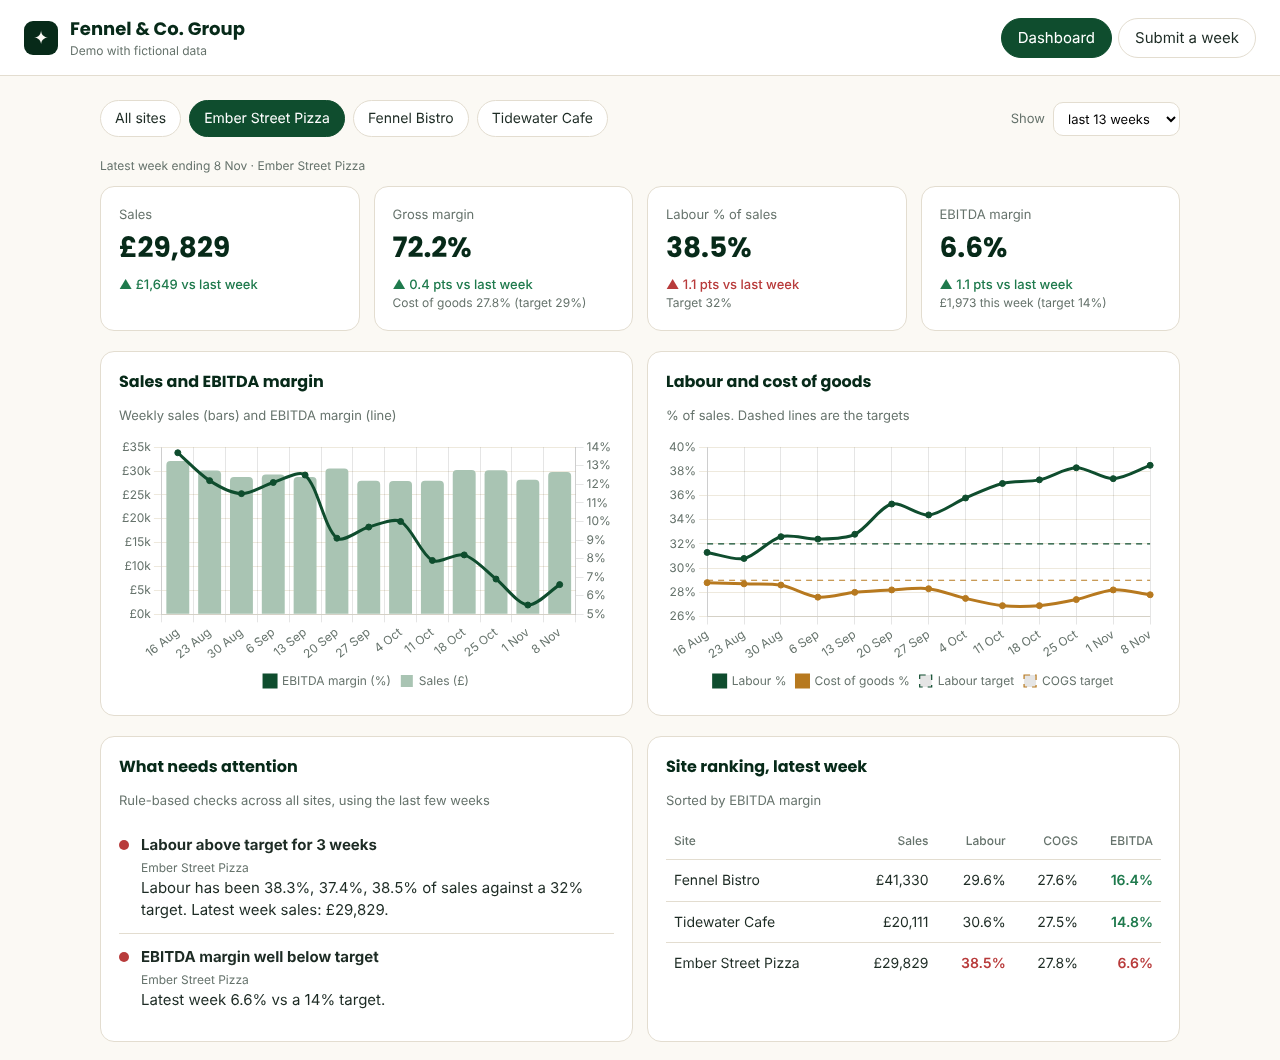 ✦
Fennel & Co. Group
Demo with fictional data
Dashboard
Submit a week
All sites
Ember Street Pizza
Fennel Bistro
Tidewater Cafe
Show
last 13 weeks
Latest week ending 8 Nov · Ember Street Pizza
Sales
£29,829
▲ £1,649 vs last week
Gross margin
72.2%
▲ 0.4 pts vs last week
Cost of goods 27.8% (target 29%)
Labour % of sales
38.5%
▲ 1.1 pts vs last week
Target 32%
EBITDA margin
6.6%
▲ 1.1 pts vs last week
£1,973 this week (target 14%)
Sales and EBITDA margin
Weekly sales (bars) and EBITDA margin (line)
£35k
£30k
£25k
£20k
£15k
£10k
£5k
£0k
14%
13%
12%
11%
10%
9%
8%
7%
6%
5%
16 Aug
23 Aug
30 Aug
6 Sep
13 Sep
20 Sep
27 Sep
4 Oct
11 Oct
18 Oct
25 Oct
1 Nov
8 Nov
EBITDA margin (%)
Sales (£)
Labour and cost of goods
% of sales. Dashed lines are the targets
40%
38%
36%
34%
32%
30%
28%
26%
16 Aug
23 Aug
30 Aug
6 Sep
13 Sep
20 Sep
27 Sep
4 Oct
11 Oct
18 Oct
25 Oct
1 Nov
8 Nov
Labour %
Cost of goods %
Labour target
COGS target
What needs attention
Rule-based checks across all sites, using the last few weeks
Labour above target for 3 weeks
Ember Street Pizza
Labour has been 38.3%, 37.4%, 38.5% of sales against a 32%
target. Latest week sales: £29,829.
EBITDA margin well below target
Ember Street Pizza
Latest week 6.6% vs a 14% target.
Site ranking, latest week
Sorted by EBITDA margin
Site Sales Labour COGS EBITDA
Fennel Bistro £41,330 29.6% 27.6% 16.4%
Tidewater Cafe £20,111 30.6% 27.5% 14.8%
Ember Street Pizza £29,829 38.5% 27.8% 6.6%